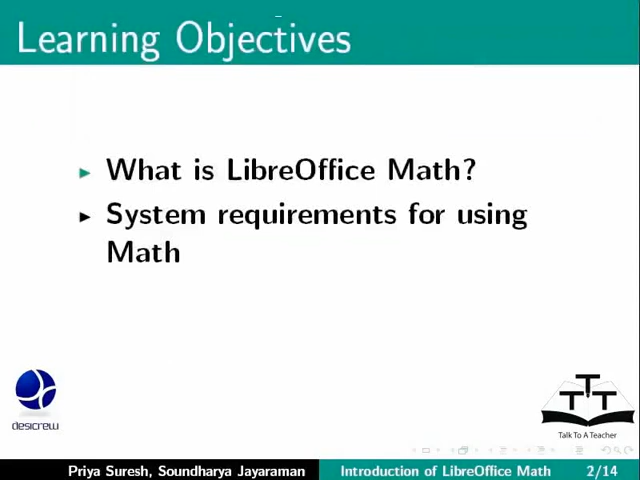 Learning Objectives
What is LibreOffice Math?
System requirements for using
Math
desicrew
T T T
Talk To A Teacher
Priya Suresh, Soundharya Jayaraman Introduction of LibreOffice Math 2/14